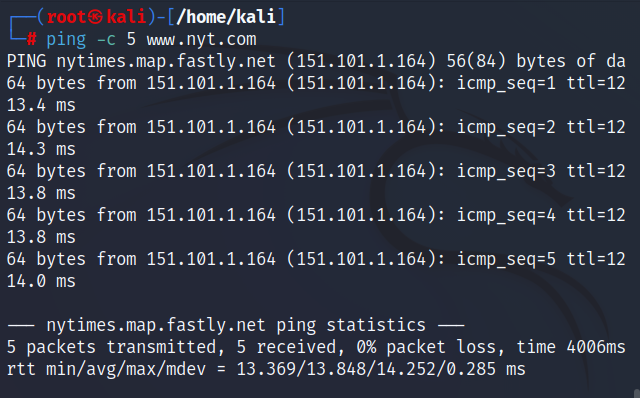 ┌──(root㉿kali)-[/home/kali]
└─# ping -c 5 www.nyt.com
PING nytimes.map.fastly.net (151.101.1.164) 56(84) bytes of da
64 bytes from 151.101.1.164 (151.101.1.164): icmp_seq=1 ttl=12
13.4 ms
64 bytes from 151.101.1.164 (151.101.1.164): icmp_seq=2 ttl=12
14.3 ms
64 bytes from 151.101.1.164 (151.101.1.164): icmp_seq=3 ttl=12
13.8 ms
64 bytes from 151.101.1.164 (151.101.1.164): icmp_seq=4 ttl=12
13.8 ms
64 bytes from 151.101.1.164 (151.101.1.164): icmp_seq=5 ttl=12
14.0 ms
--- nytimes.map.fastly.net ping statistics ---
5 packets transmitted, 5 received, 0% packet loss, time 4006ms
rtt min/avg/max/mdev = 13.369/13.848/14.252/0.285 ms